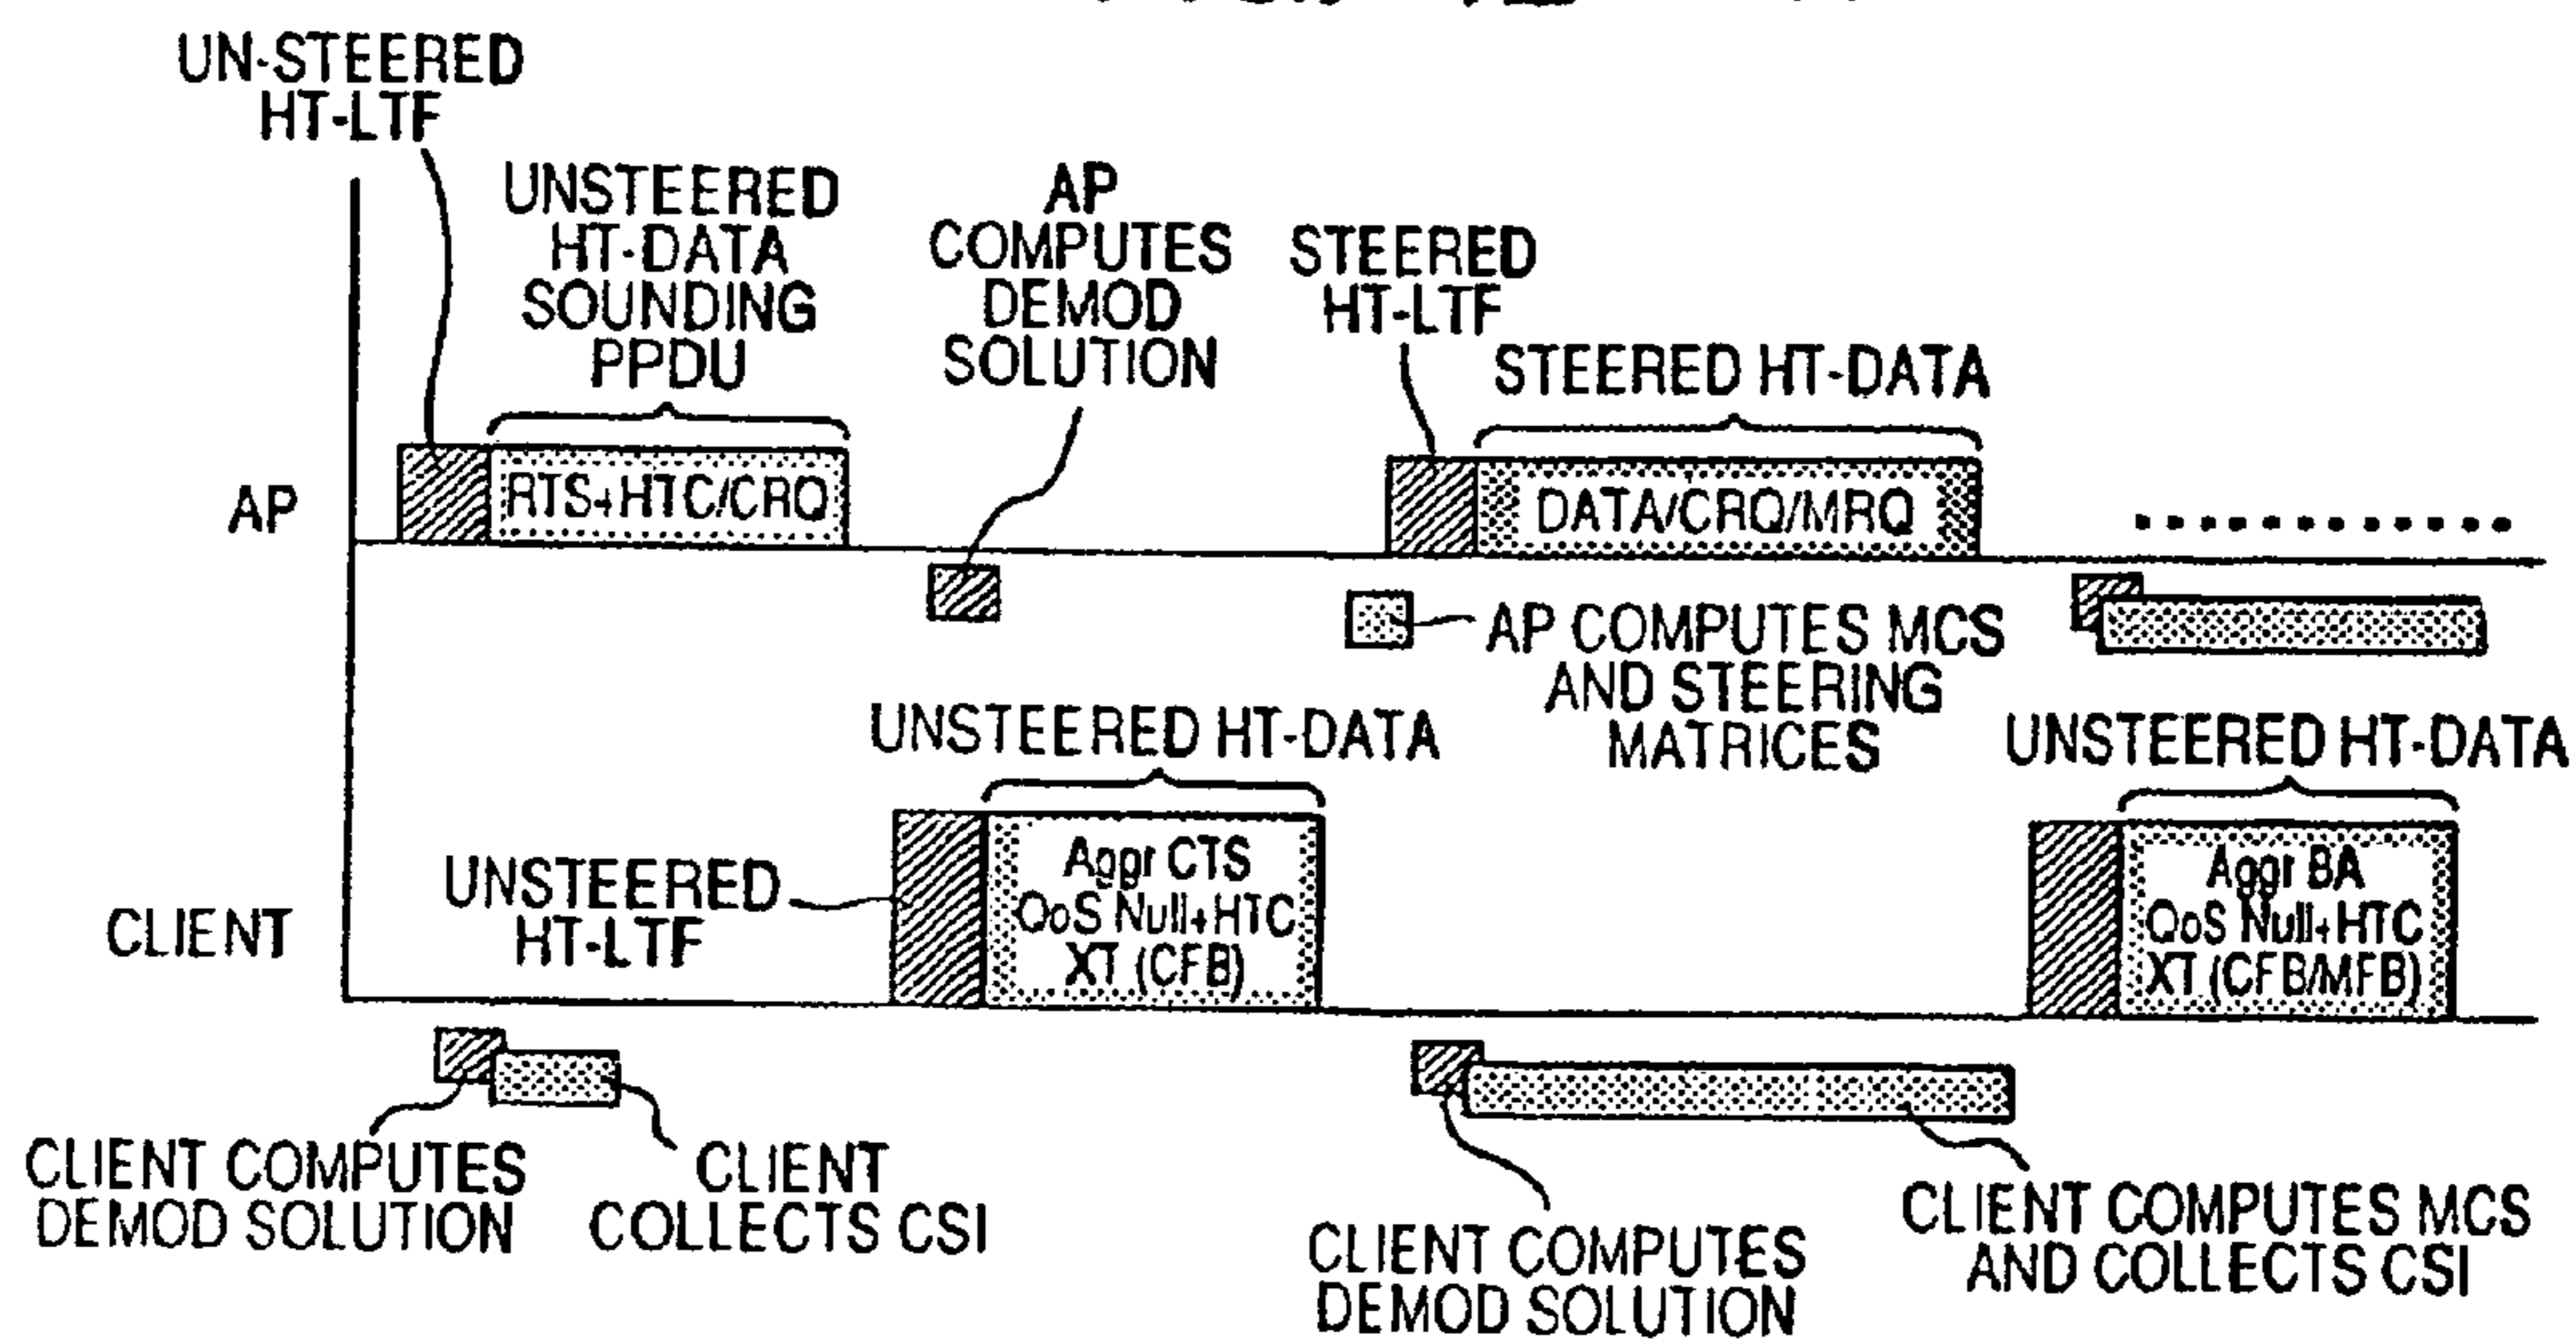 UN-STEERED
HT-LTF
UNSTEERED
HT-DATA
SOUNDING
PPDU
AP
COMPUTES
DEMOD
SOLUTION
STEERED
HT-LTF
STEERED HT-DATA
AP
RTS+HTC/CRQ
DATA/CRQ/MRQ
AP COMPUTES MCS
AND STEERING
MATRICES
UNSTEERED HT-DATA
UNSTEERED HT-DATA
CLIENT
UNSTEERED
HT-LTF
Aggr CTS
QoS Null+HTC
XT (CFB)
Aggr BA
QoS Null+HTC
XT (CFB/MFB)
CLIENT COMPUTES
DEMOD SOLUTION
CLIENT
COLLECTS CSI
CLIENT COMPUTES
DEMOD SOLUTION
CLIENT COMPUTES MCS
AND COLLECTS CSI